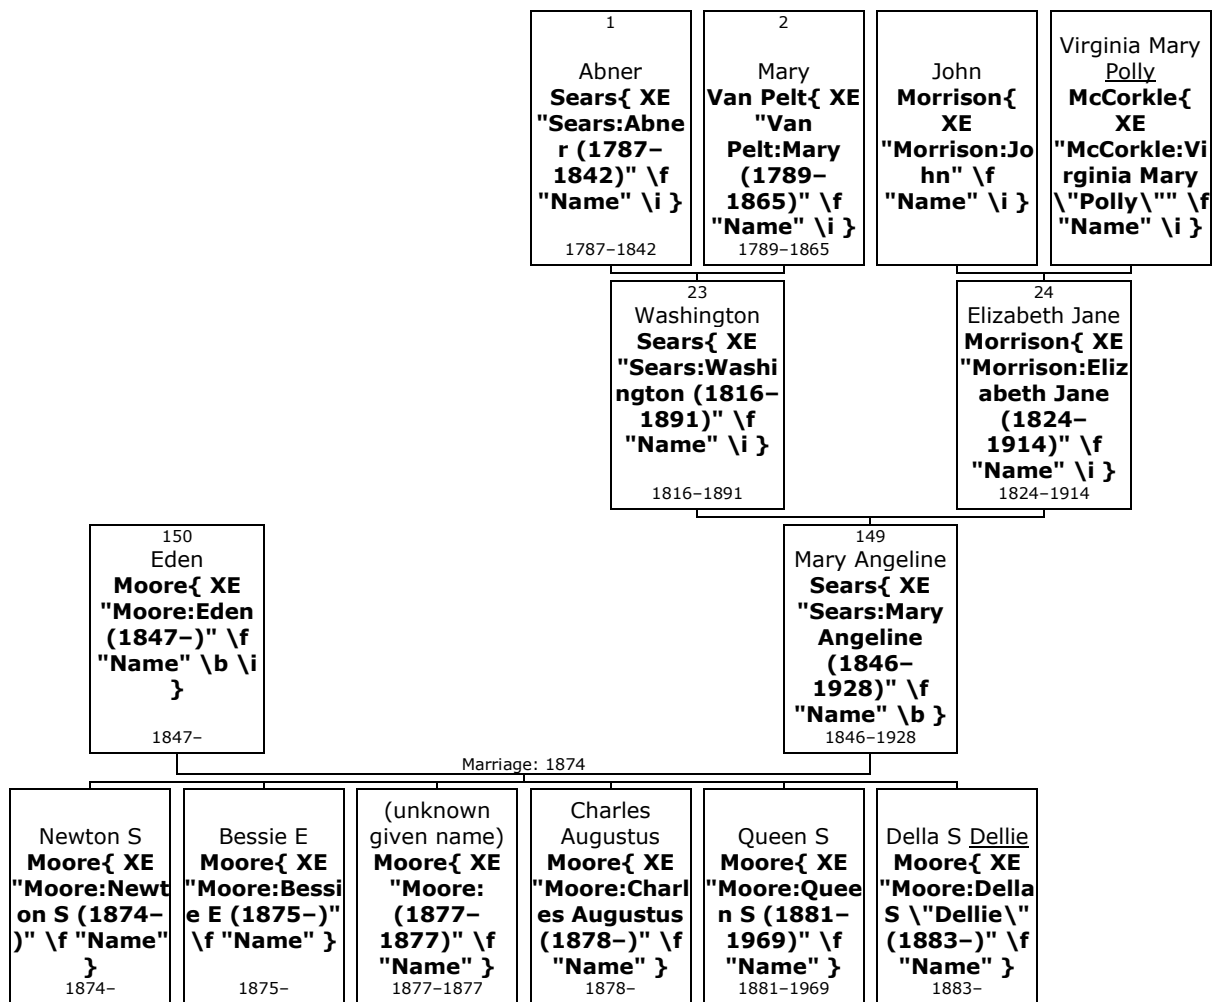 1
Abner
Sears{ XE
"Sears:Abne
r (1787–
1842)" \f
"Name" \i }
1787–1842
2
Mary
Van Pelt{ XE
"Van
Pelt:Mary
(1789–
1865)" \f
"Name" \i }
1789–1865
John
Morrison{
XE
"Morrison:Jo
hn" \f
"Name" \i }
Virginia Mary
Polly
McCorkle{
XE
"McCorkle:Vi
rginia Mary
\"Polly\"" \f
"Name" \i }
23
Washington
Sears{ XE
"Sears:Washi
ngton (1816–
1891)" \f
"Name" \i }
1816–1891
24
Elizabeth Jane
Morrison{ XE
"Morrison:Eliz
abeth Jane
(1824–
1914)" \f
"Name" \i }
1824–1914
150
Eden
Moore{ XE
"Moore:Eden
(1847–)" \f
"Name" \b \i
}
1847–
149
Mary Angeline
Sears{ XE
"Sears:Mary
Angeline
(1846–
1928)" \f
"Name" \b }
1846–1928
Marriage: 1874
Newton S
Moore{ XE
"Moore:Newt
on S (1874–
)" \f "Name"
}
1874–
Bessie E
Moore{ XE
"Moore:Bessi
e E (1875–)"
\f "Name" }
1875–
(unknown
given name)
Moore{ XE
"Moore:
(1877–
1877)" \f
"Name" }
1877–1877
Charles
Augustus
Moore{ XE
"Moore:Charl
es Augustus
(1878–)" \f
"Name" }
1878–
Queen S
Moore{ XE
"Moore:Quee
n S (1881–
1969)" \f
"Name" }
1881–1969
Della S Dellie
Moore{ XE
"Moore:Della
S \"Dellie\"
(1883–)" \f
"Name" }
1883–